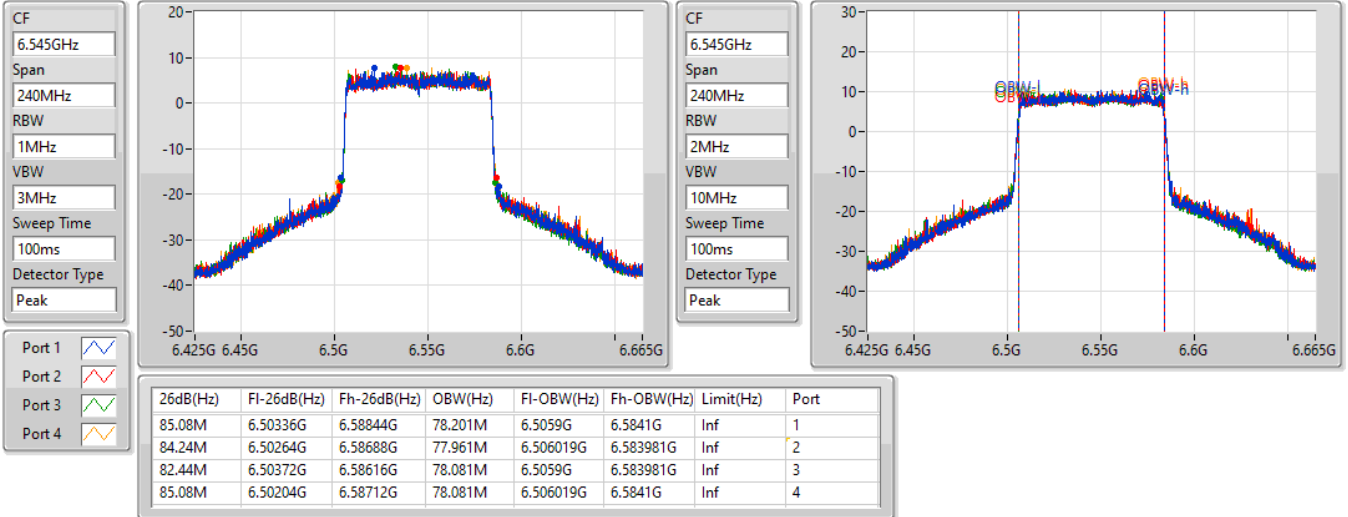 CF
6.545GHz
Span
240MHz
RBW
1MHz
VBW
3MHz
Sweep Time
100ms
Detector Type
Peak
20
10
0
-10
-20
-30
-40
-50
6.425G 6.45G 6.5G 6.55G 6.6G 6.665G
CF
6.545GHz
Span
240MHz
RBW
2MHz
VBW
10MHz
Sweep Time
100ms
Detector Type
Peak
30
20
10
0
-10
-20
-30
-40
-50
OBW-l OBW-h
6.425G 6.45G 6.5G 6.55G 6.6G 6.665G
Port 1
Port 2
Port 3
Port 4
26dB(Hz) Fl-26dB(Hz) Fh-26dB(Hz) OBW(Hz) Fl-OBW(Hz) Fh-OBW(Hz) Limit(Hz) Port
85.08M 6.50336G 6.58844G 78.201M 6.5059G 6.5841G Inf 1
84.24M 6.50264G 6.58688G 77.961M 6.506019G 6.583981G Inf 2
82.44M 6.50372G 6.58616G 78.081M 6.5059G 6.583981G Inf 3
85.08M 6.50204G 6.58712G 78.081M 6.506019G 6.5841G Inf 4